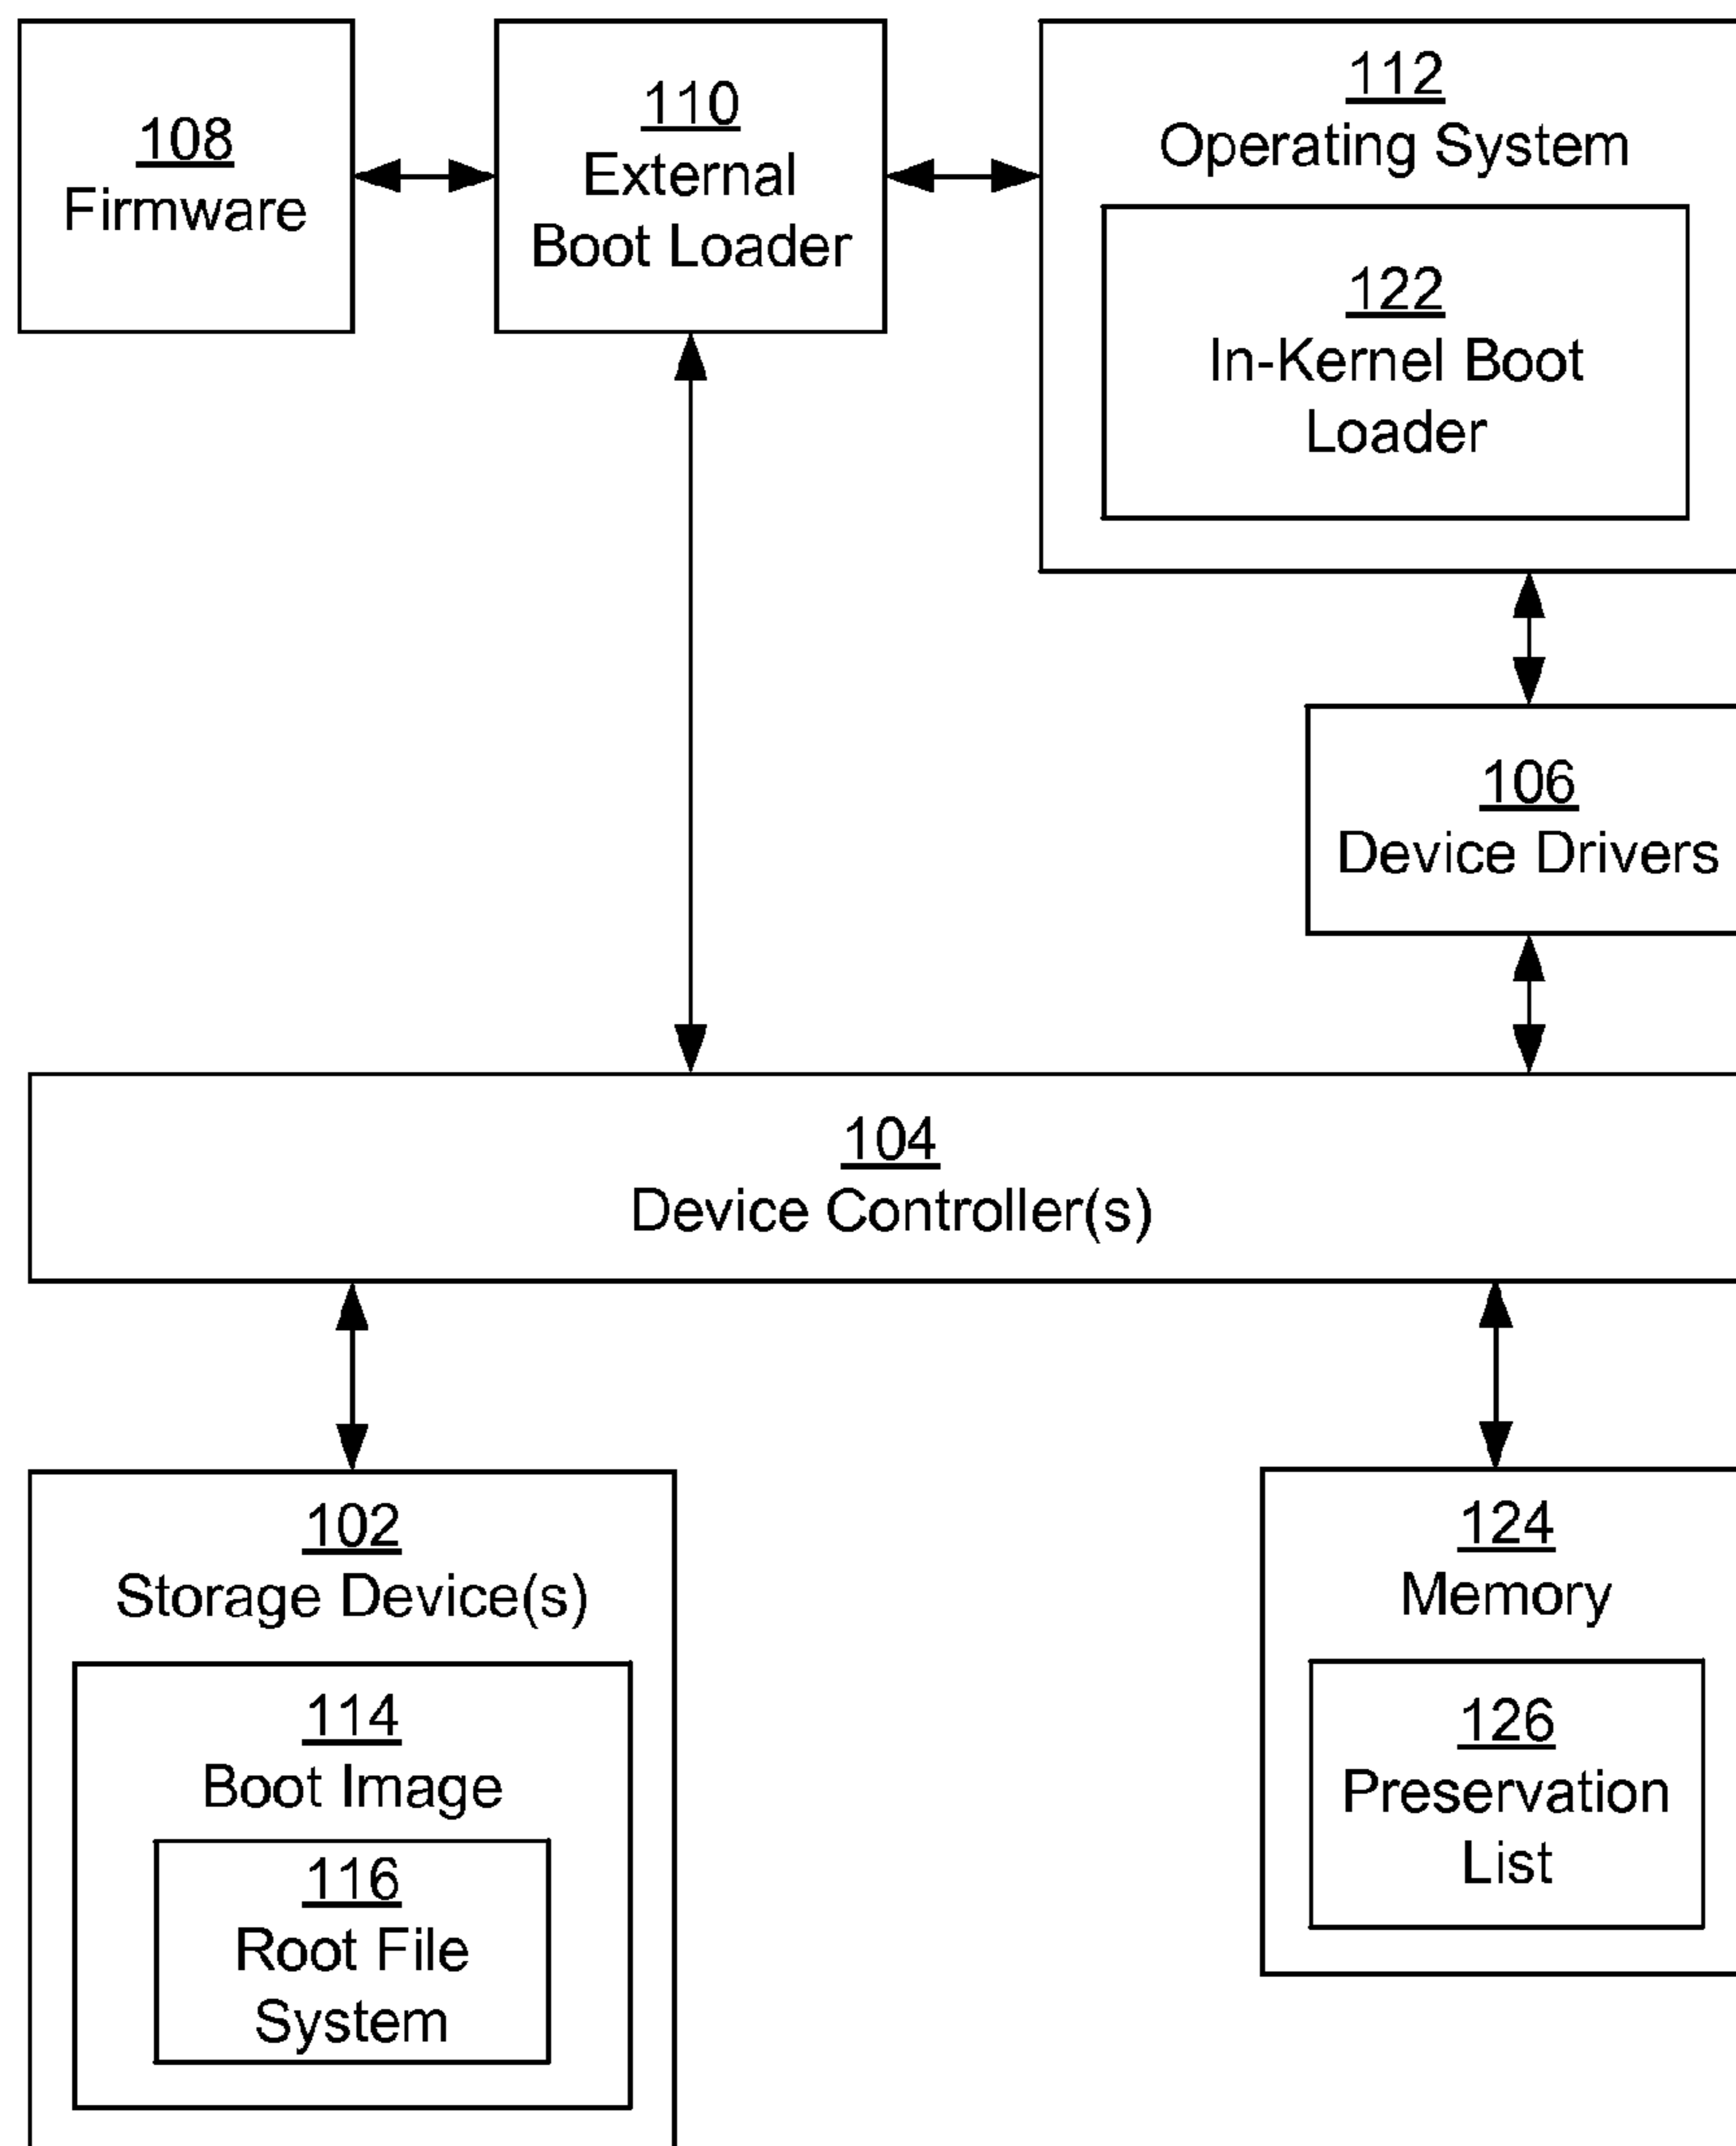 108
Firmware
110
External
Boot Loader
112
Operating System
122
In-Kernel Boot
Loader
106
Device Drivers
104
Device Controller(s)
102
Storage Device(s)
114
Boot Image
116
Root File
System
124
Memory
126
Preservation
List